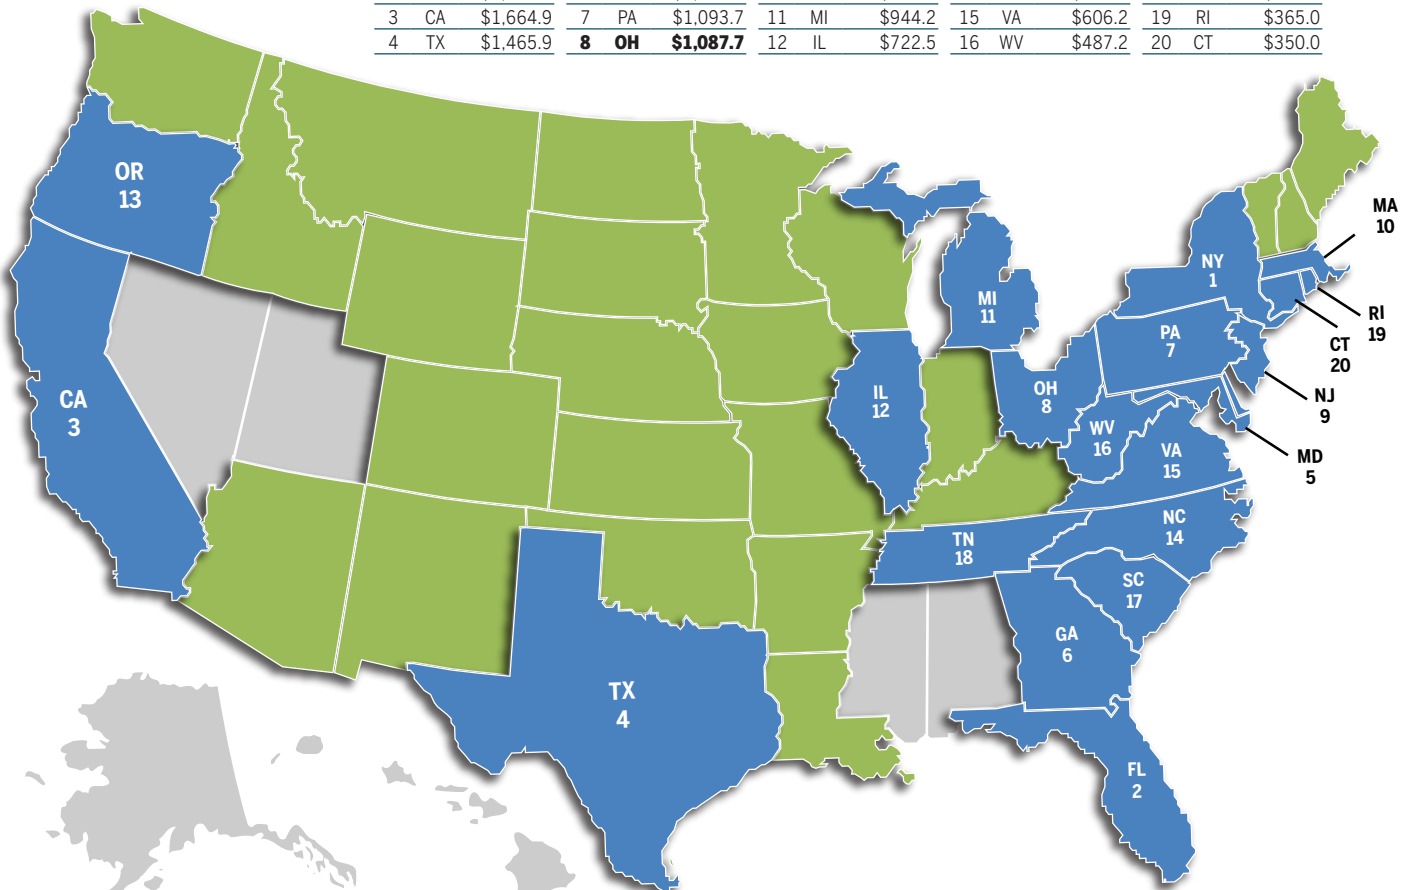 3 CA $1,664.9 7 PA $1,093.7 11 MI $944.2 15 VA $606.2 19 RI $365.0
4 TX $1,465.9 8 OH $1,087.7 12 IL $722.5 16 WV $487.2 20 CT $350.0
OR
13
MA
10
NY
1
MI
11
RI
19
PA
7
CT
20
OH
8
IL
12
CA
3
NJ
9
WV
16
VA
15
MD
5
NC
14
TN
18
SC
17
GA
6
TX
4
FL
2